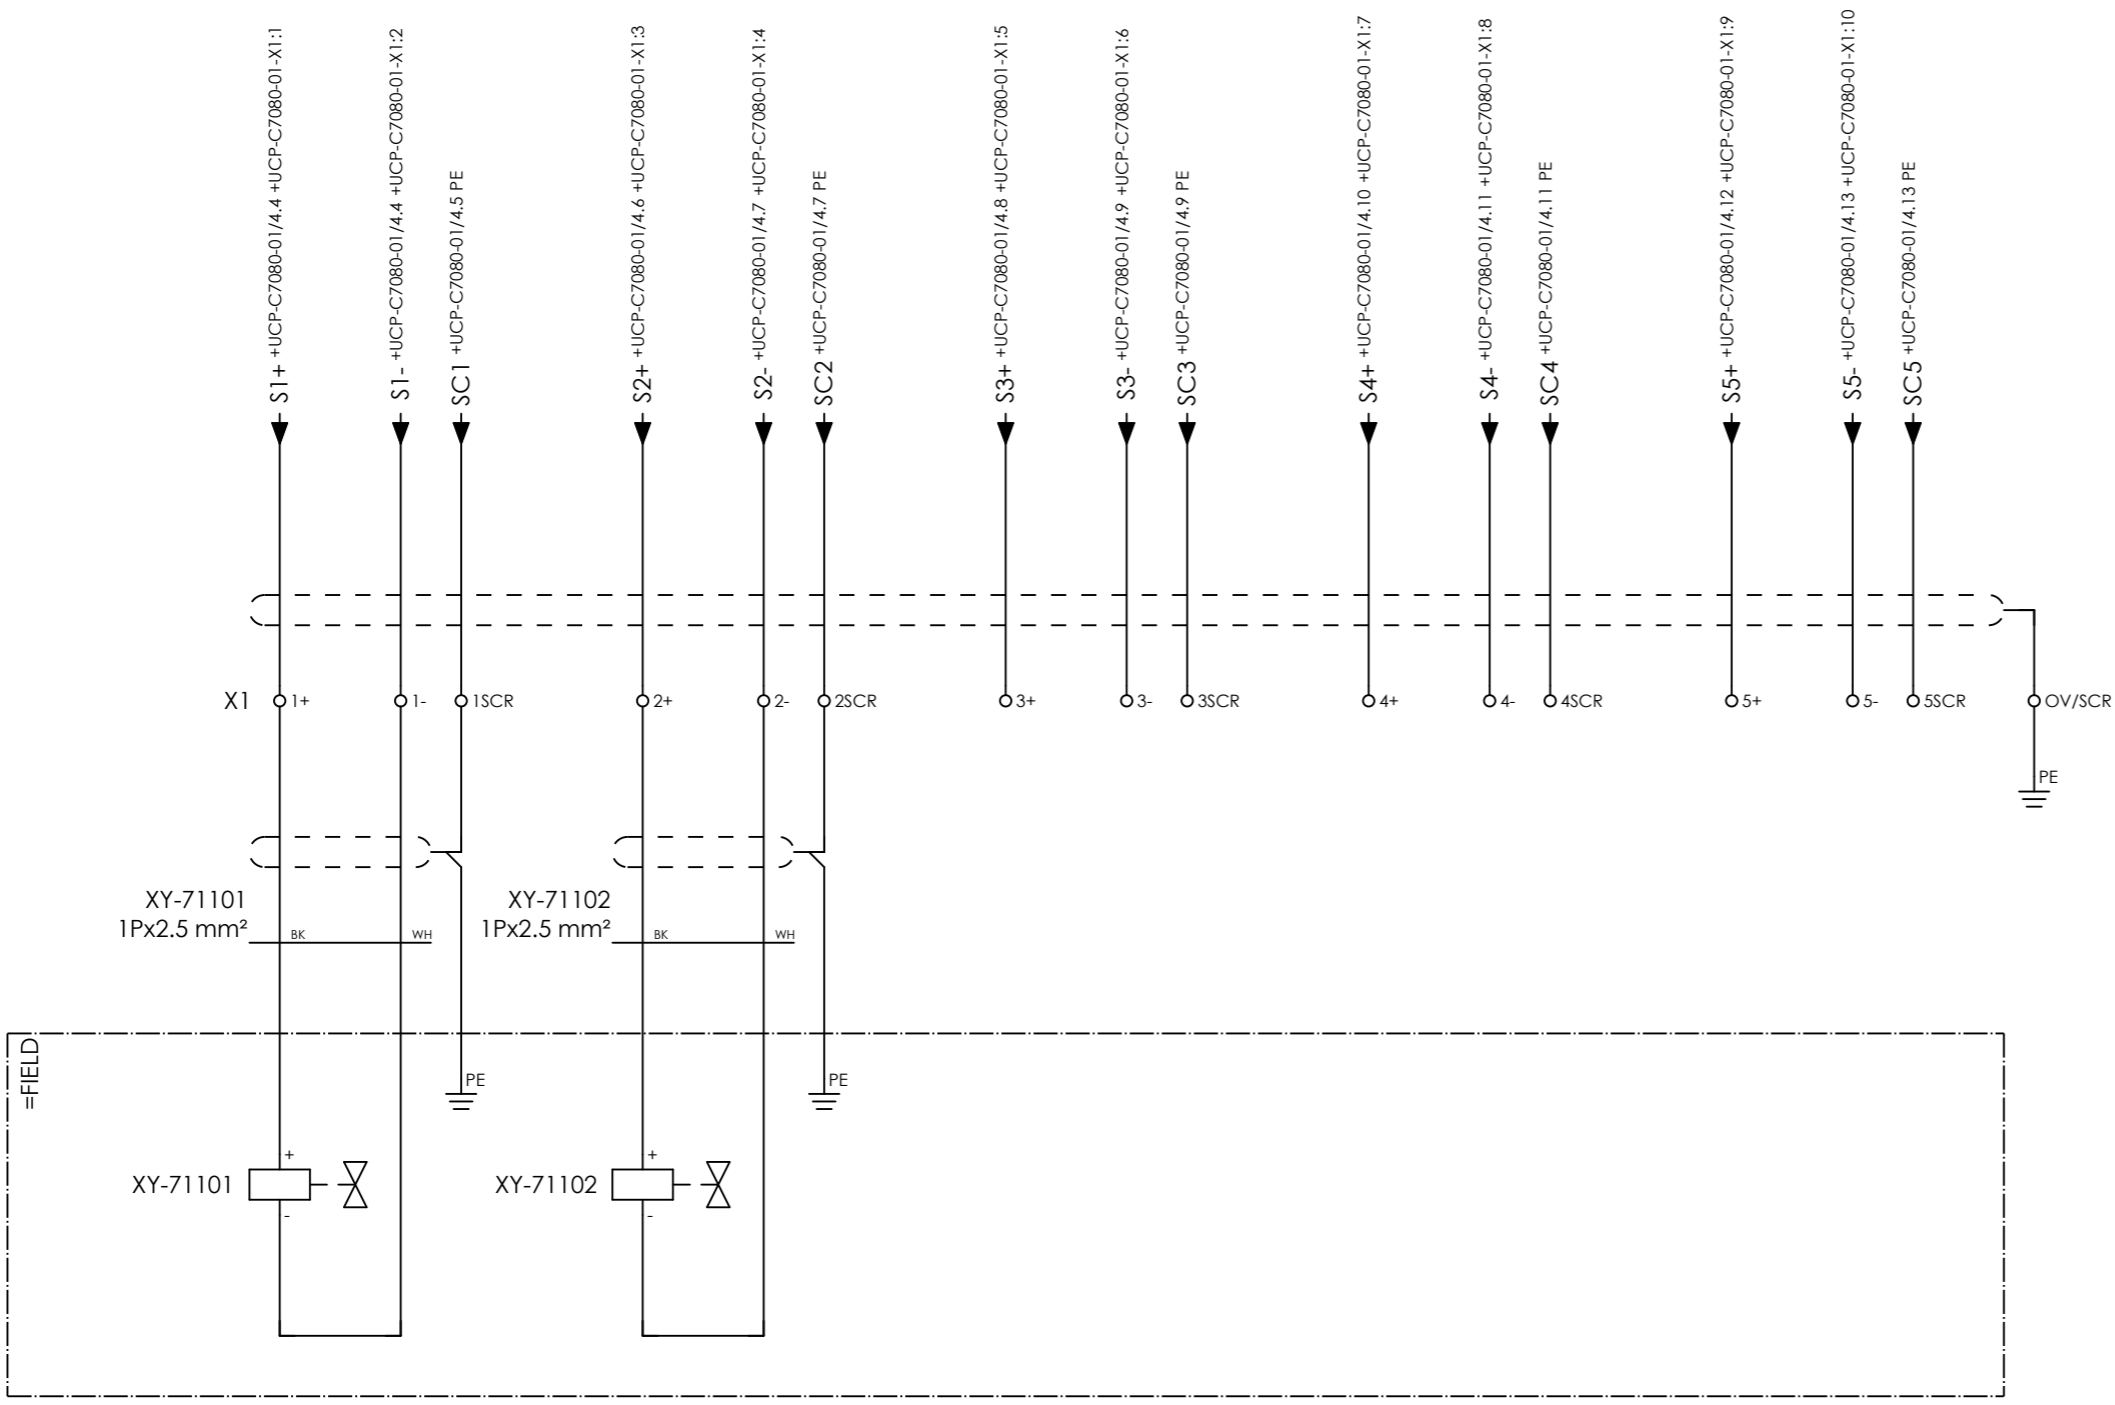 S1+ +UCP-C7080-01/4.4 +UCP-C7080-01-X1:1
S1- +UCP-C7080-01/4.4 +UCP-C7080-01-X1:2
SC1 +UCP-C7080-01/4.5 PE
S2+ +UCP-C7080-01/4.6 +UCP-C7080-01-X1:3
S2- +UCP-C7080-01/4.7 +UCP-C7080-01-X1:4
SC2 +UCP-C7080-01/4.7 PE
S3+ +UCP-C7080-01/4.8 +UCP-C7080-01-X1:5
S3- +UCP-C7080-01/4.9 +UCP-C7080-01-X1:6
SC3 +UCP-C7080-01/4.9 PE
S4+ +UCP-C7080-01/4.10 +UCP-C7080-01-X1:7
S4- +UCP-C7080-01/4.11 +UCP-C7080-01-X1:8
SC4 +UCP-C7080-01/4.11 PE
S5+ +UCP-C7080-01/4.12 +UCP-C7080-01-X1:9
S5- +UCP-C7080-01/4.13 +UCP-C7080-01-X1:10
SC5 +UCP-C7080-01/4.13 PE
X1 1+ 1- 1SCR 2+ 2- 2SCR 3+ 3- 3SCR 4+ 4- 4SCR 5+ 5- 5SCR OV/SCR
PE
XY-71101
1Px2.5 mm²
BK WH
XY-71102
1Px2.5 mm²
BK WH
=FIELD
PE
PE
+
XY-71101
-
+
XY-71102
-